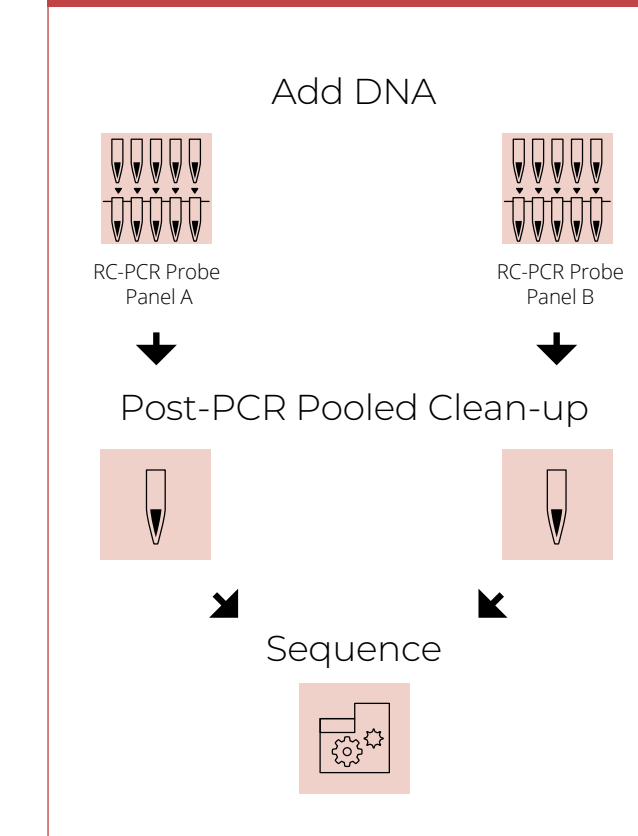 Add DNA
RC-PCR Probe
Panel A
RC-PCR Probe
Panel B
Post-PCR Pooled Clean-up
Sequence